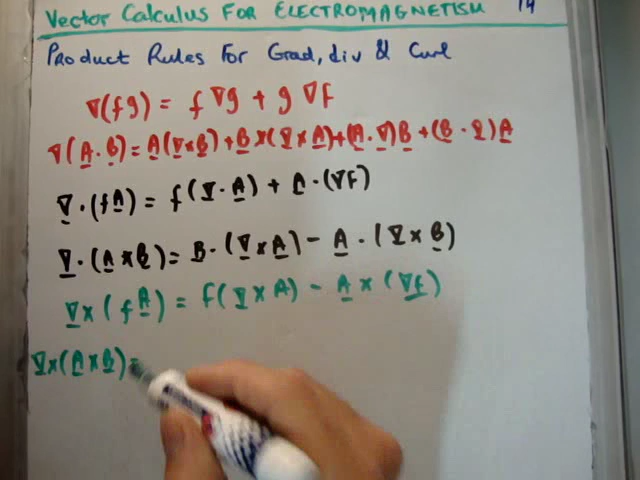 Vector Calculus For Electromagnetism 14
Product Rules For Grad, div & Curl
∇(fg) = f ∇g + g ∇f
∇(A · B) = A(∇×B) + B×(∇×A) + (A·∇)B + (B·∇)A
∇·(fA) = f(∇·A) + A·(∇f)
∇·(A×B) = B·(∇×A) − A·(∇×B)
∇×(fA) = f(∇×A) − A×(∇f)
∇×(A×B) =